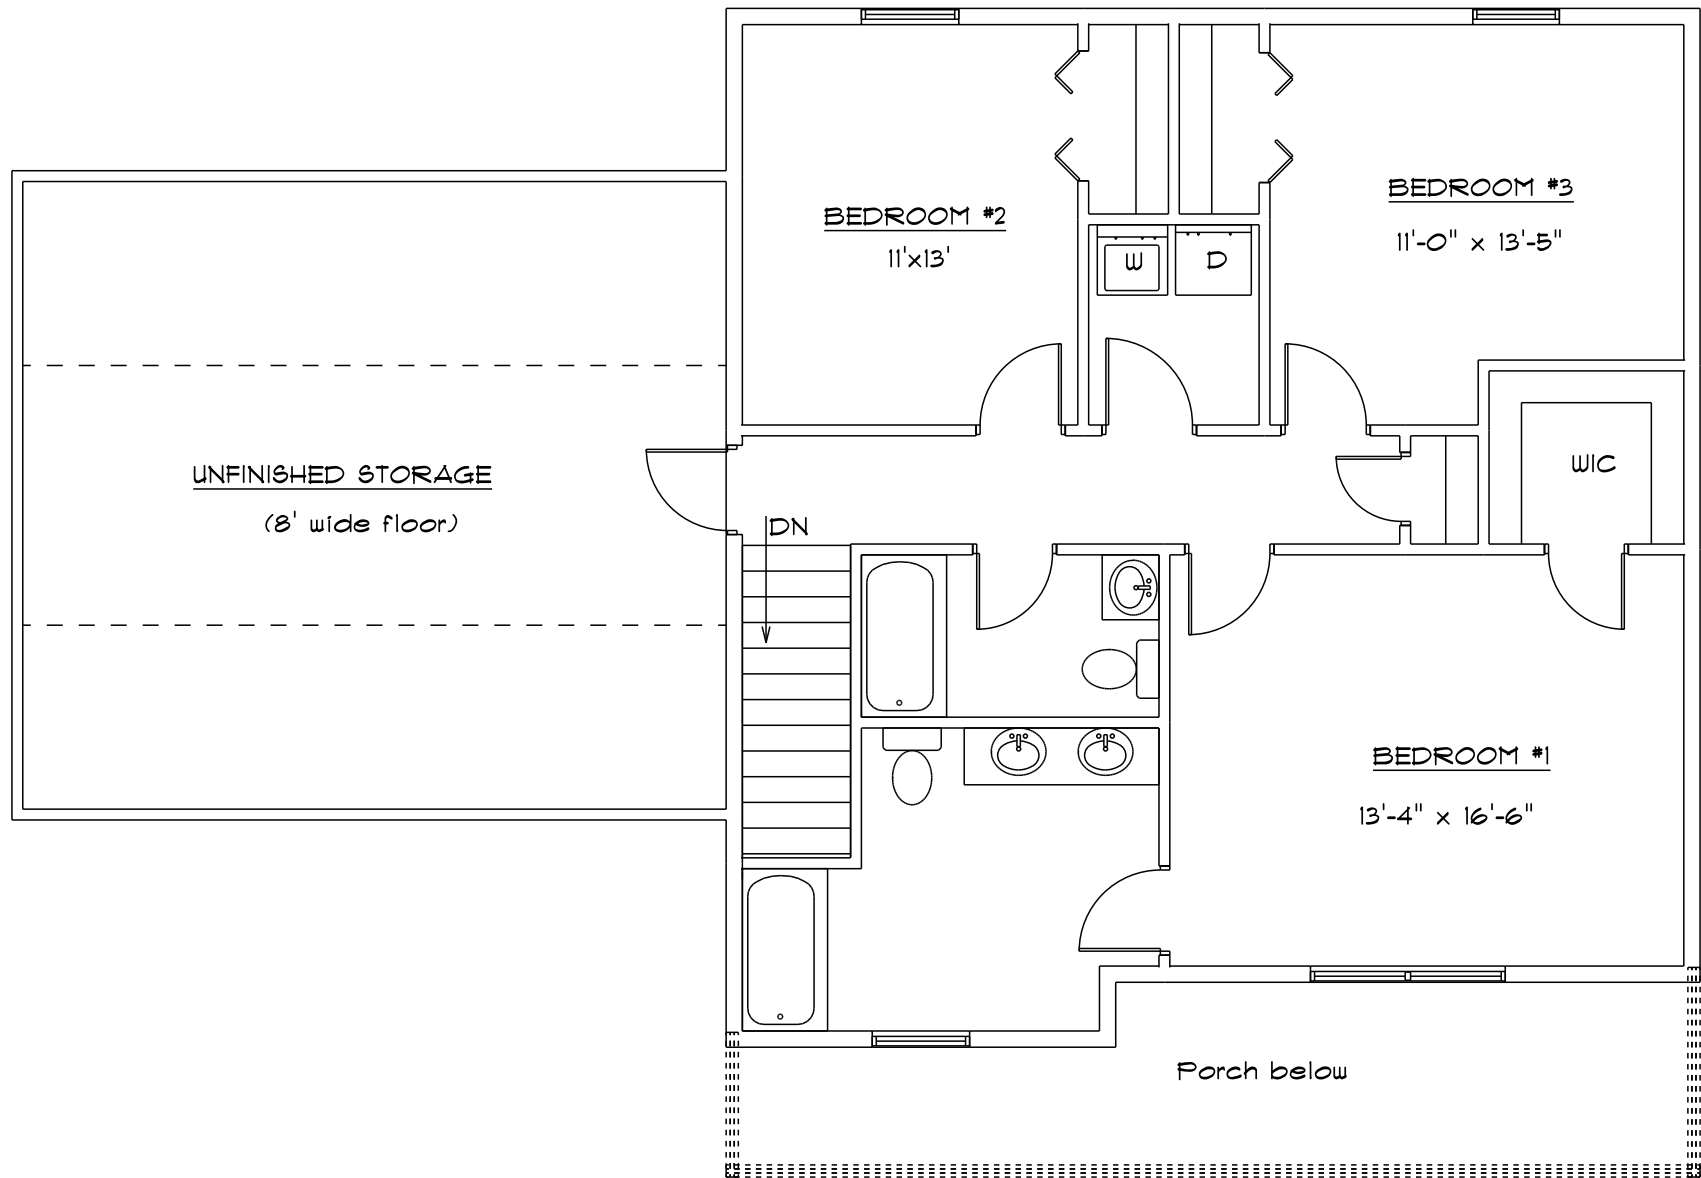 BEDROOM #2
11'x13'
BEDROOM #3
11'-0" x 13'-5"
W
D
UNFINISHED STORAGE
(8' wide floor)
WIC
DN
BEDROOM #1
13'-4" x 16'-6"
Porch below